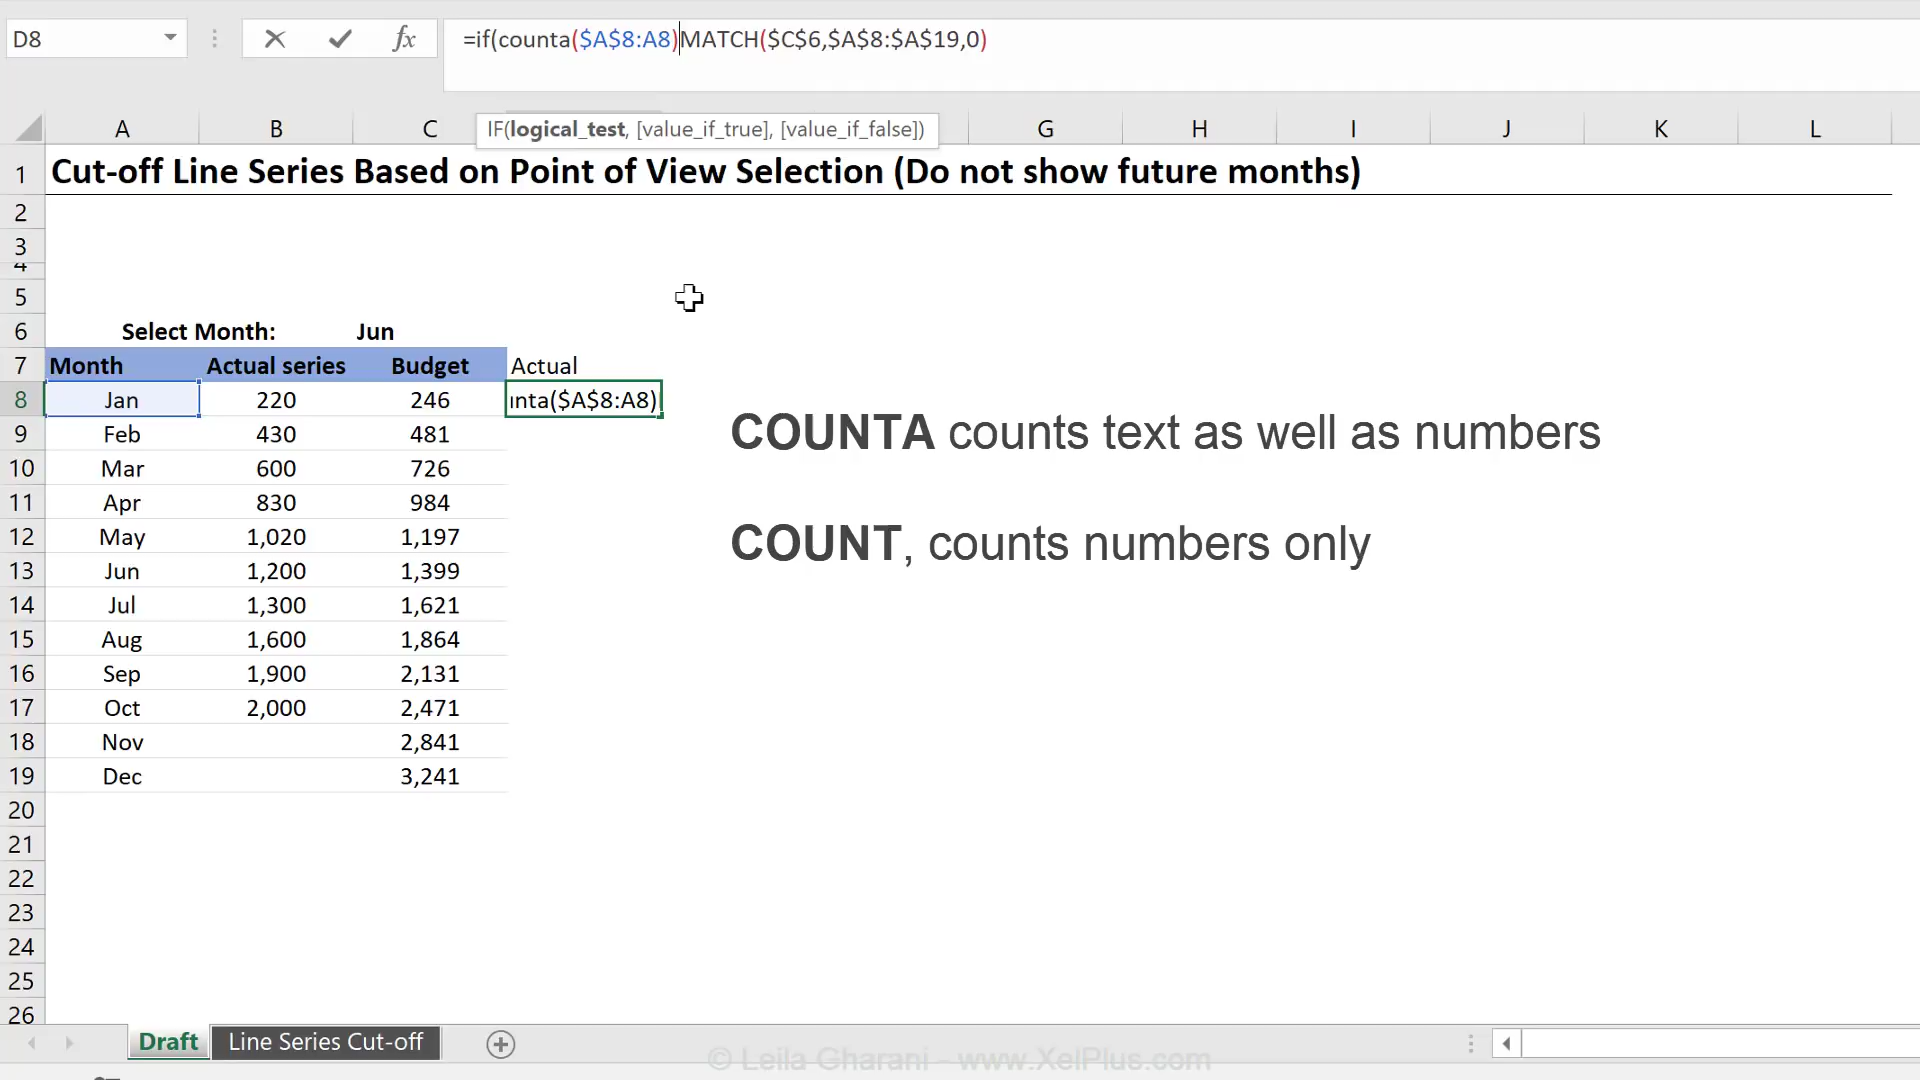 D8 fx =if(counta($A$8:A8)MATCH($C$6,$A$8:$A$19,0)
IF(logical_test, [value_if_true], [value_if_false])
A B C G H I J K L
1 Cut-off Line Series Based on Point of View Selection (Do not show future months)
2
3
4
5
6 Select Month: Jun
7 Month Actual series Budget Actual
8 Jan 220 246 unta($A$8:A8)
9 Feb 430 481
COUNTA counts text as well as numbers
10 Mar 600 726
11 Apr 830 984
12 May 1,020 1,197
COUNT, counts numbers only
13 Jun 1,200 1,399
14 Jul 1,300 1,621
15 Aug 1,600 1,864
16 Sep 1,900 2,131
17 Oct 2,000 2,471
18 Nov 2,841
19 Dec 3,241
20
21
22
23
24
25
26
Draft Line Series Cut-off
© Leila Gharani - www.XelPlus.com